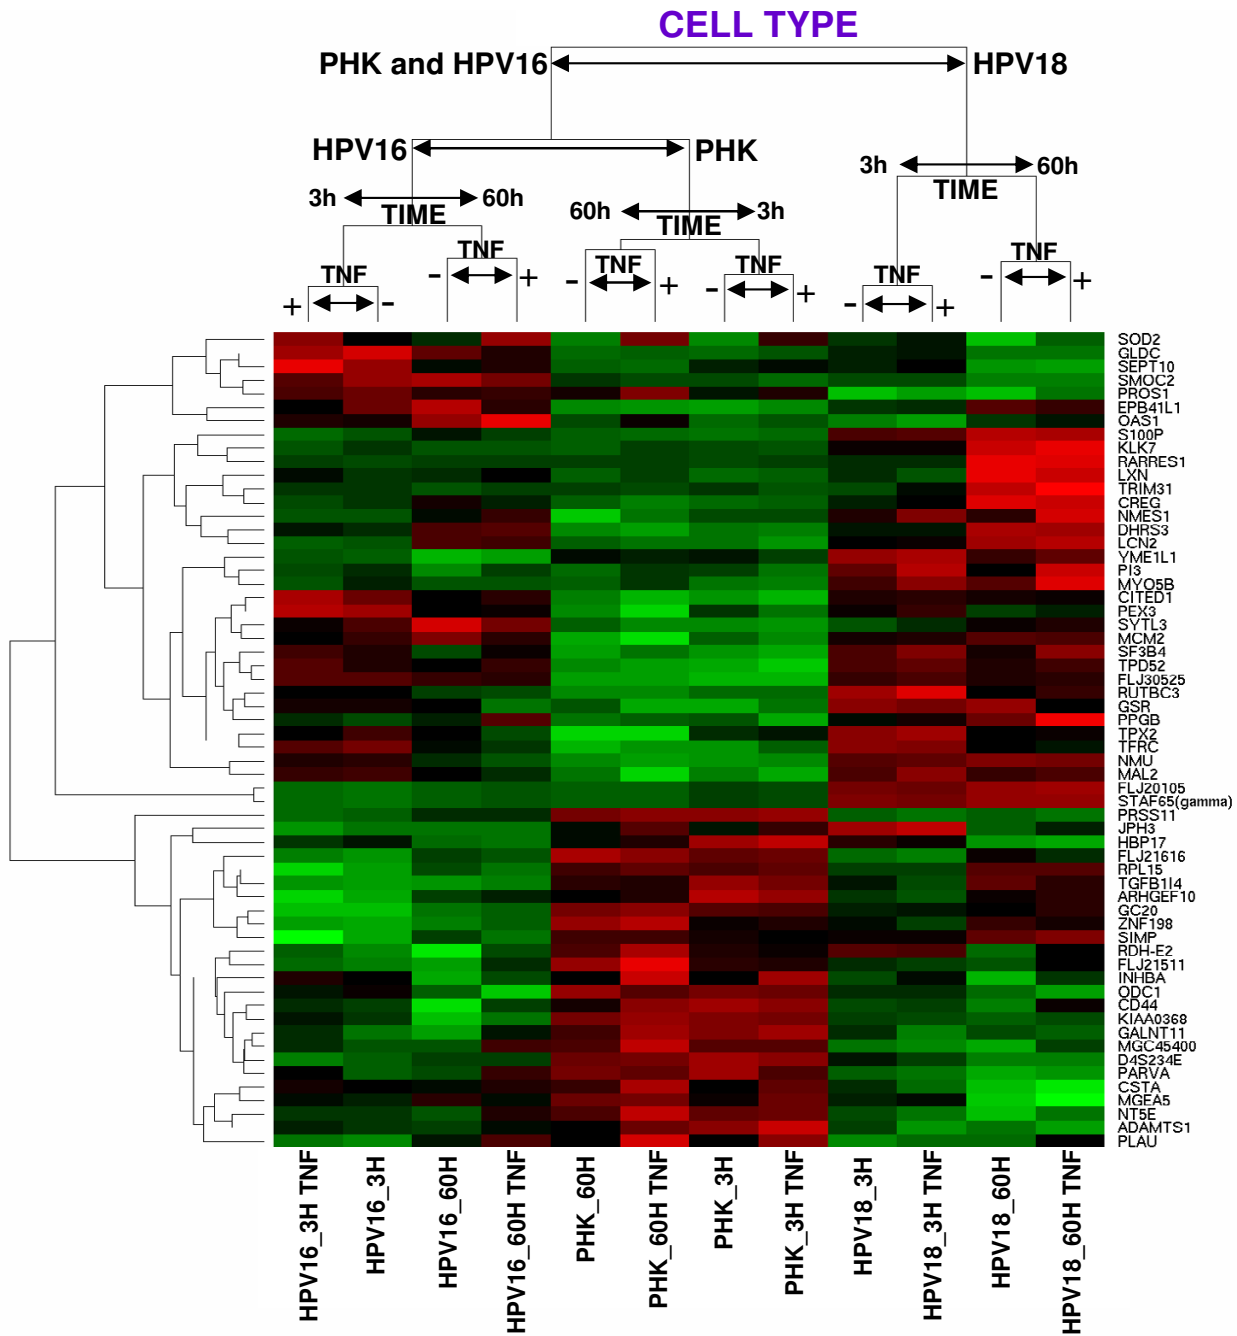 CELL TYPE
PHK and HPV16 HPV18
HPV16 PHK
3h 60h
TIME
3h 60h
TIME
60h 3h
TIME
TNF
- +
TNF
+ -
TNF
- +
TNF
- +
TNF
- +
TNF
- +
SOD2
GLDC
SEPT10
SMOC2
PROS1
EPB41L1
OAS1
S100P
KLK7
RARRES1
LXN
TRIM31
CREG
NMES1
DHRS3
LCN2
YME1L1
PI3
MYO5B
CITED1
PEX3
SYTL3
MCM2
SF3B4
TPD52
FLJ30525
RUTBC3
GSR
PPGB
TPX2
TFRC
NMU
MAL2
FLJ20105
STAF65(gamma)
PRSS11
JPH3
HBP17
FLJ21616
RPL15
TGFB1I4
ARHGEF10
GC20
ZNF198
SIMP
RDH-E2
FLJ21511
INHBA
ODC1
CD44
KIAA0368
GALNT11
MGC45400
D4S234E
PARVA
CSTA
MGEA5
NT5E
ADAMTS1
PLAU
HPV16_3H TNF
HPV16_3H
HPV16_60H
HPV16_60H TNF
PHK_60H
PHK_60H TNF
PHK_3H
PHK_3H TNF
HPV18_3H
HPV18_3H TNF
HPV18_60H
HPV18_60H TNF